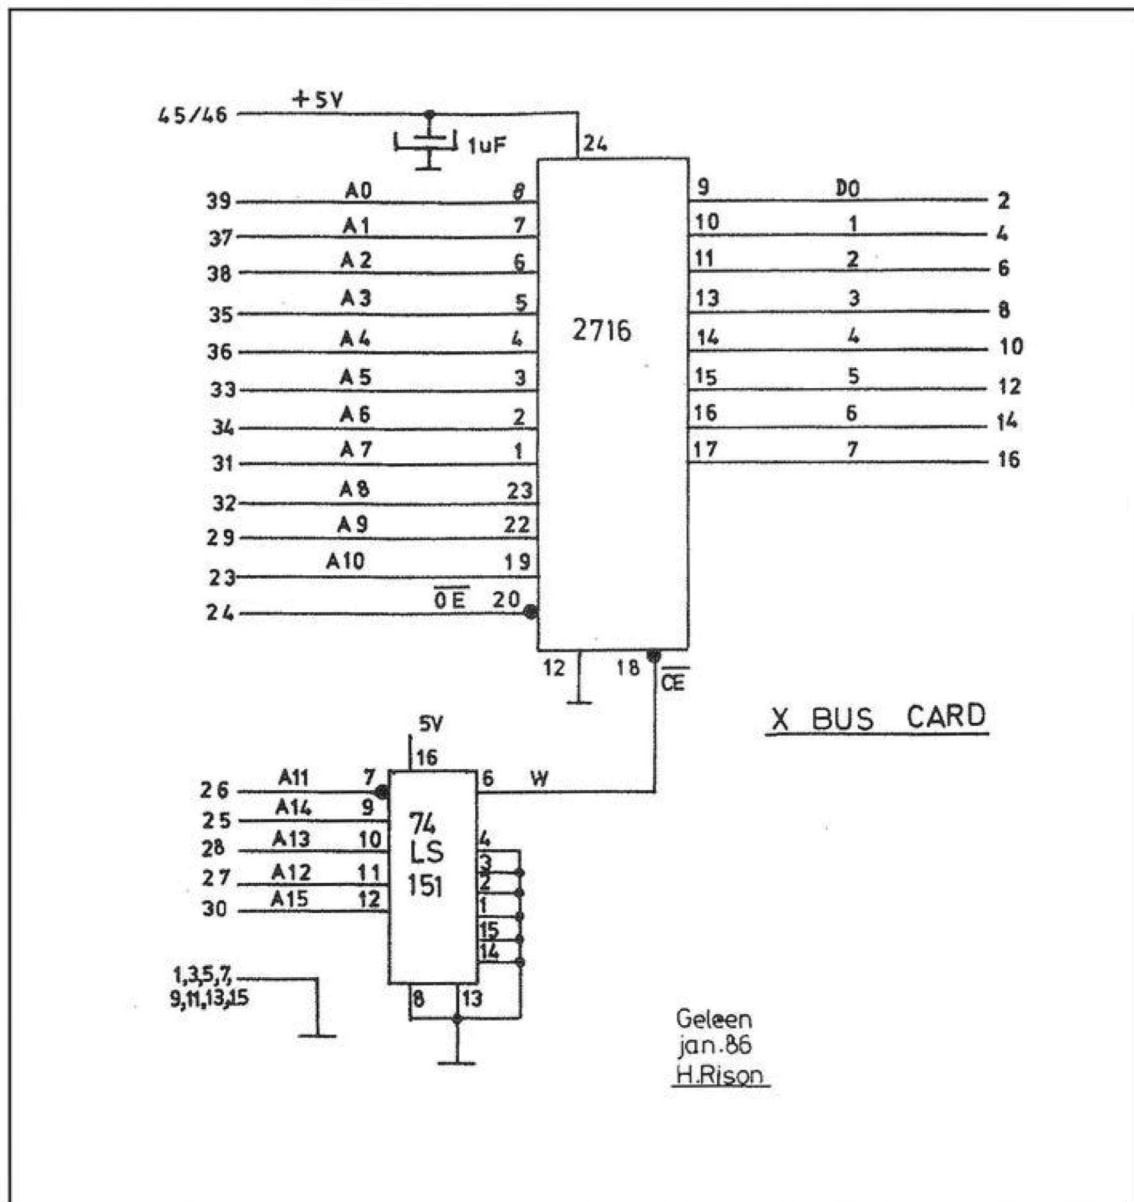 45/46 +5V
1uF
24
39 A0 8 9 D0 2
37 A1 7 10 1 4
38 A2 6 11 2 6
35 A3 5 13 3 8
2716
36 A4 4 14 4 10
33 A5 3 15 5 12
34 A6 2 16 6 14
31 A7 1 17 7 16
32 A8 23
29 A9 22
23 A10 19
24 OE 20
12 18 CE
X BUS CARD
5V
16
26 A11 7 6 W
25 A14 9 74
28 A13 10 LS 4
3
27 A12 11 151 2
30 A15 12 1
15
14
1,3,5,7,
9,11,13,15
8 13
Geleen
jan.86
H.Rison